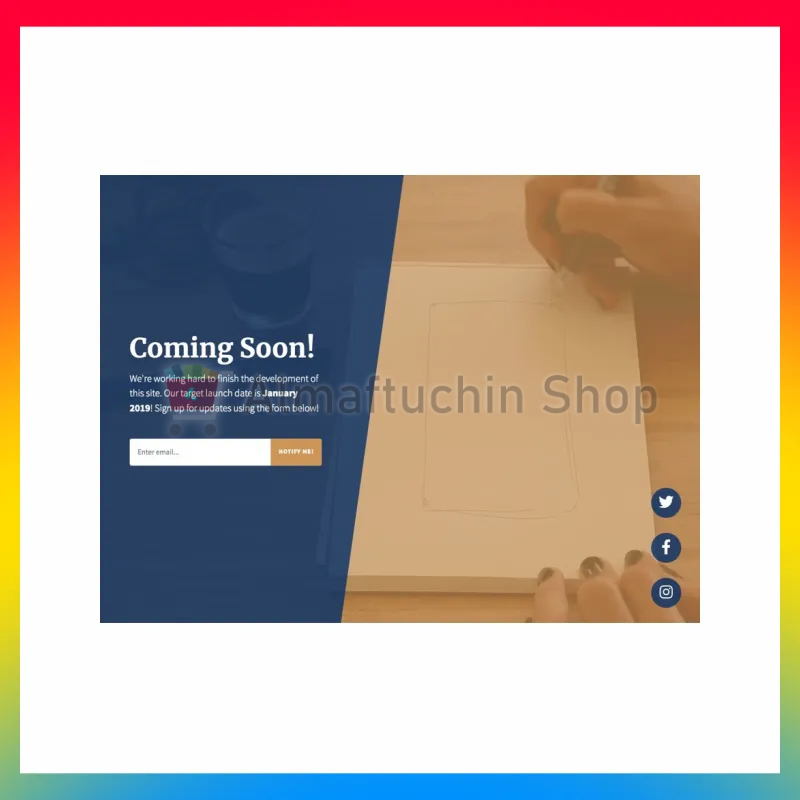 Coming Soon!
We're working hard to finish the development of
this site. Our target launch date is January
2019! Sign up for updates using the form below!
Almaftuchin Shop
Enter email...
NOTIFY ME!